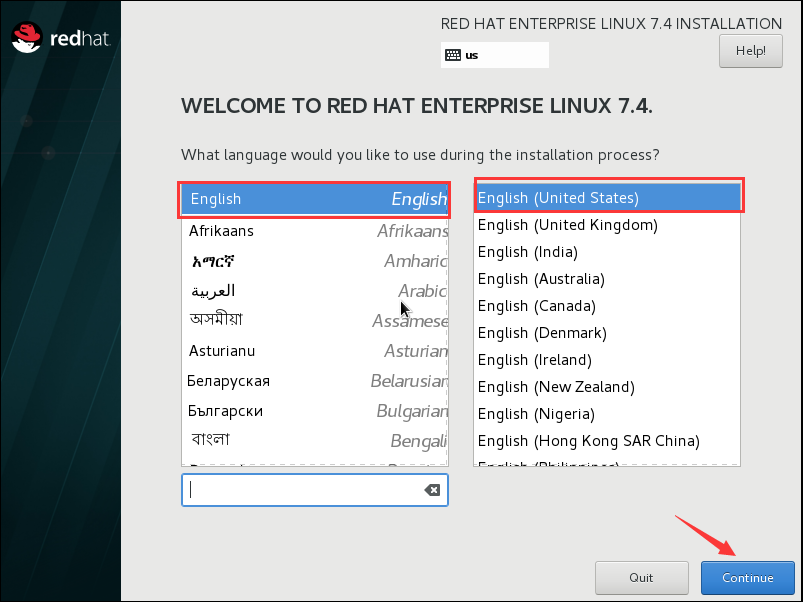 redhat.
RED HAT ENTERPRISE LINUX 7.4 INSTALLATION
us
Help!
WELCOME TO RED HAT ENTERPRISE LINUX 7.4.
What language would you like to use during the installation process?
English English
Afrikaans Afrikaans
አማርኛ Amharic
العربية Arabic
অসমীয়া Assamese
Asturianu Asturian
Беларуская Belarusian
Български Bulgarian
বাংলা Bengali
English (United States)
English (United Kingdom)
English (India)
English (Australia)
English (Canada)
English (Denmark)
English (Ireland)
English (New Zealand)
English (Nigeria)
English (Hong Kong SAR China)
English (Philippines)
Quit
Continue